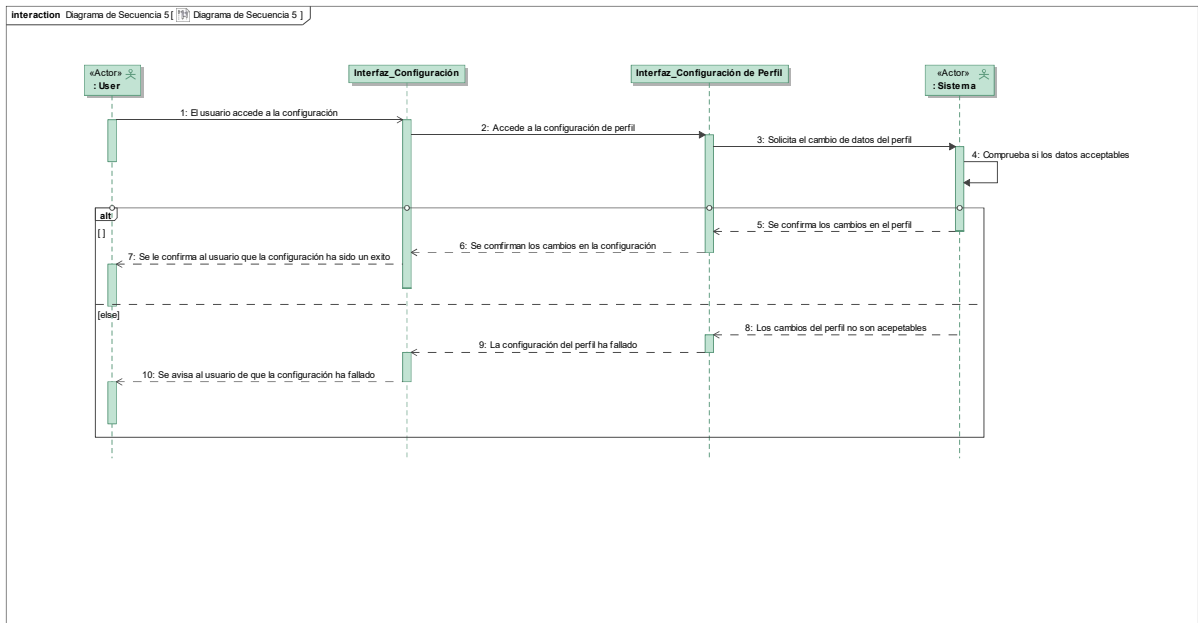 interaction Diagrama de Secuencia 5 [ Diagrama de Secuencia 5 ]
«Actor»
: User
Interfaz_Configuración
Interfaz_Configuración de Perfil
«Actor»
: Sistema
1: El usuario accede a la configuración
2: Accede a la configuración de perfil
3: Solicita el cambio de datos del perfil
4: Comprueba si los datos acceptables
alt
[ ]
5: Se confirma los cambios en el perfil
6: Se comfirman los cambios en la configuración
7: Se le confirma al usuario que la configuración ha sido un exito
[else]
8: Los cambios del perfil no son acepetables
9: La configuración del perfil ha fallado
10: Se avisa al usuario de que la configuración ha fallado